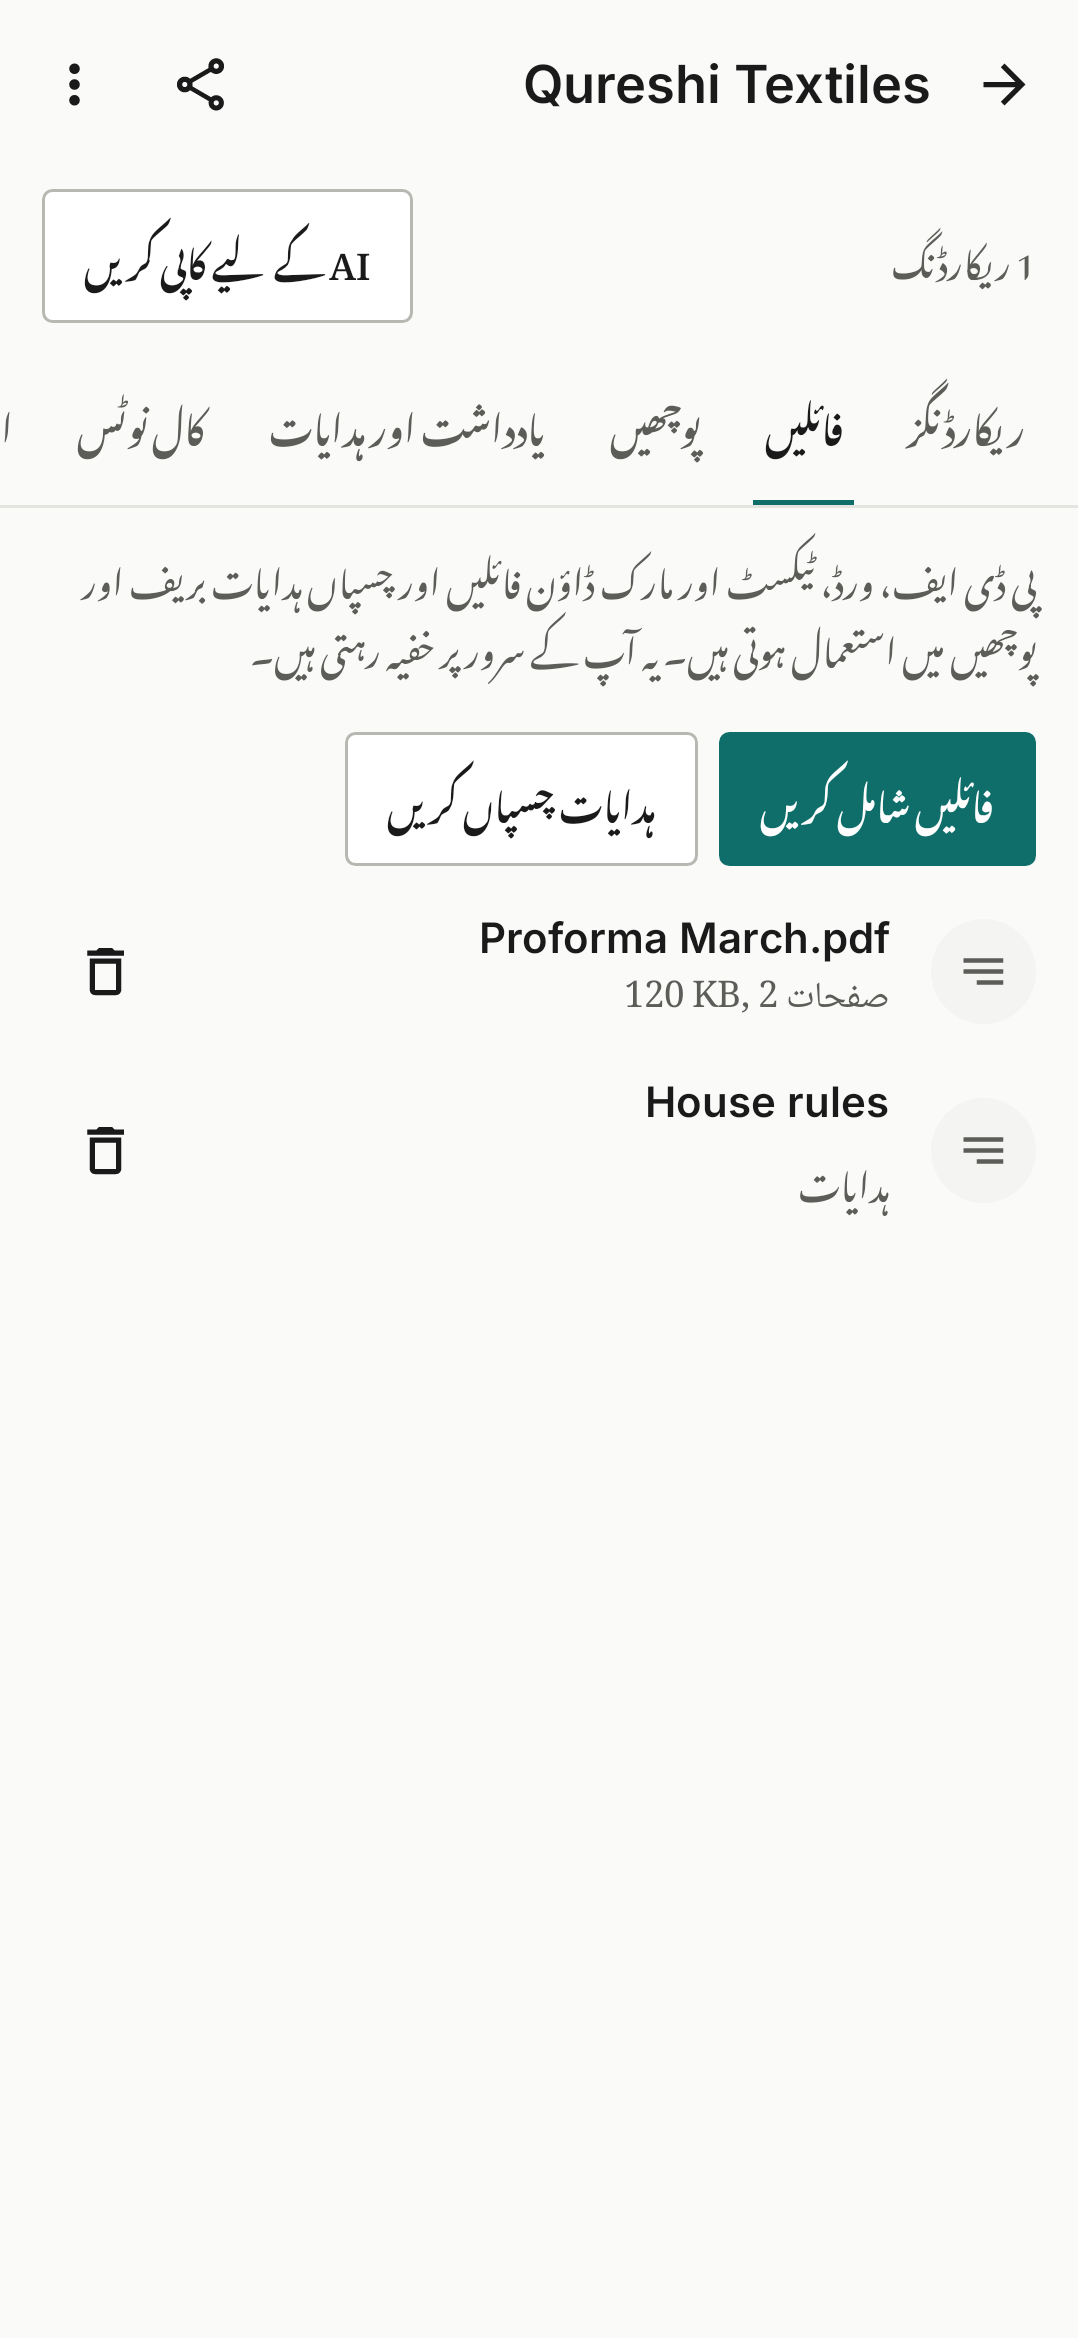 Qureshi Textiles
1 ریکارڈنگ
AI کے لیے کاپی کریں
ریکارڈنگز
فائلیں
پوچھیں
یادداشت اور ہدایات
کال نوٹس
پی ڈی ایف، ورڈ، ٹیکسٹ اور مارک ڈاؤن فائلیں اور چسپاں ہدایات بریف اور
پوچھیں میں استعمال ہوتی ہیں۔ یہ آپ کے سرور پر خفیہ رہتی ہیں۔
فائلیں شامل کریں
ہدایات چسپاں کریں
Proforma March.pdf
120 KB, 2 صفحات
House rules
ہدایات